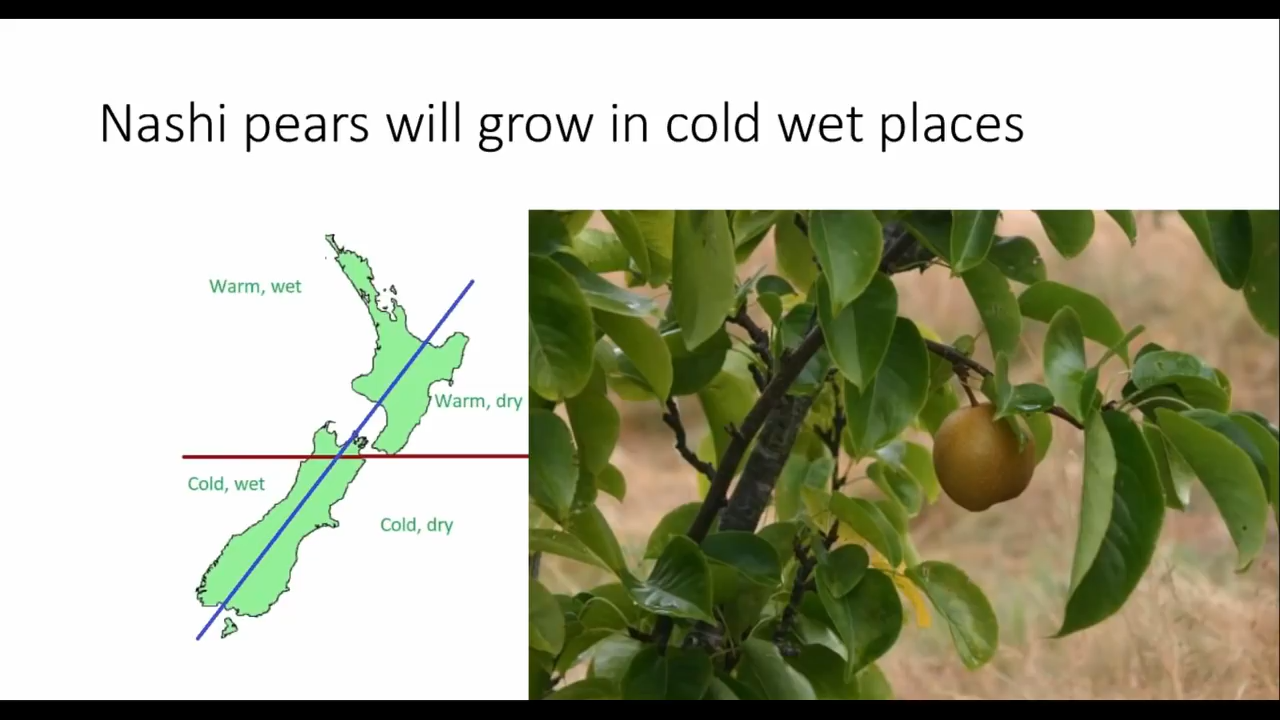 Nashi pears will grow in cold wet places
Warm, wet
Warm, dry
Cold, wet
Cold, dry